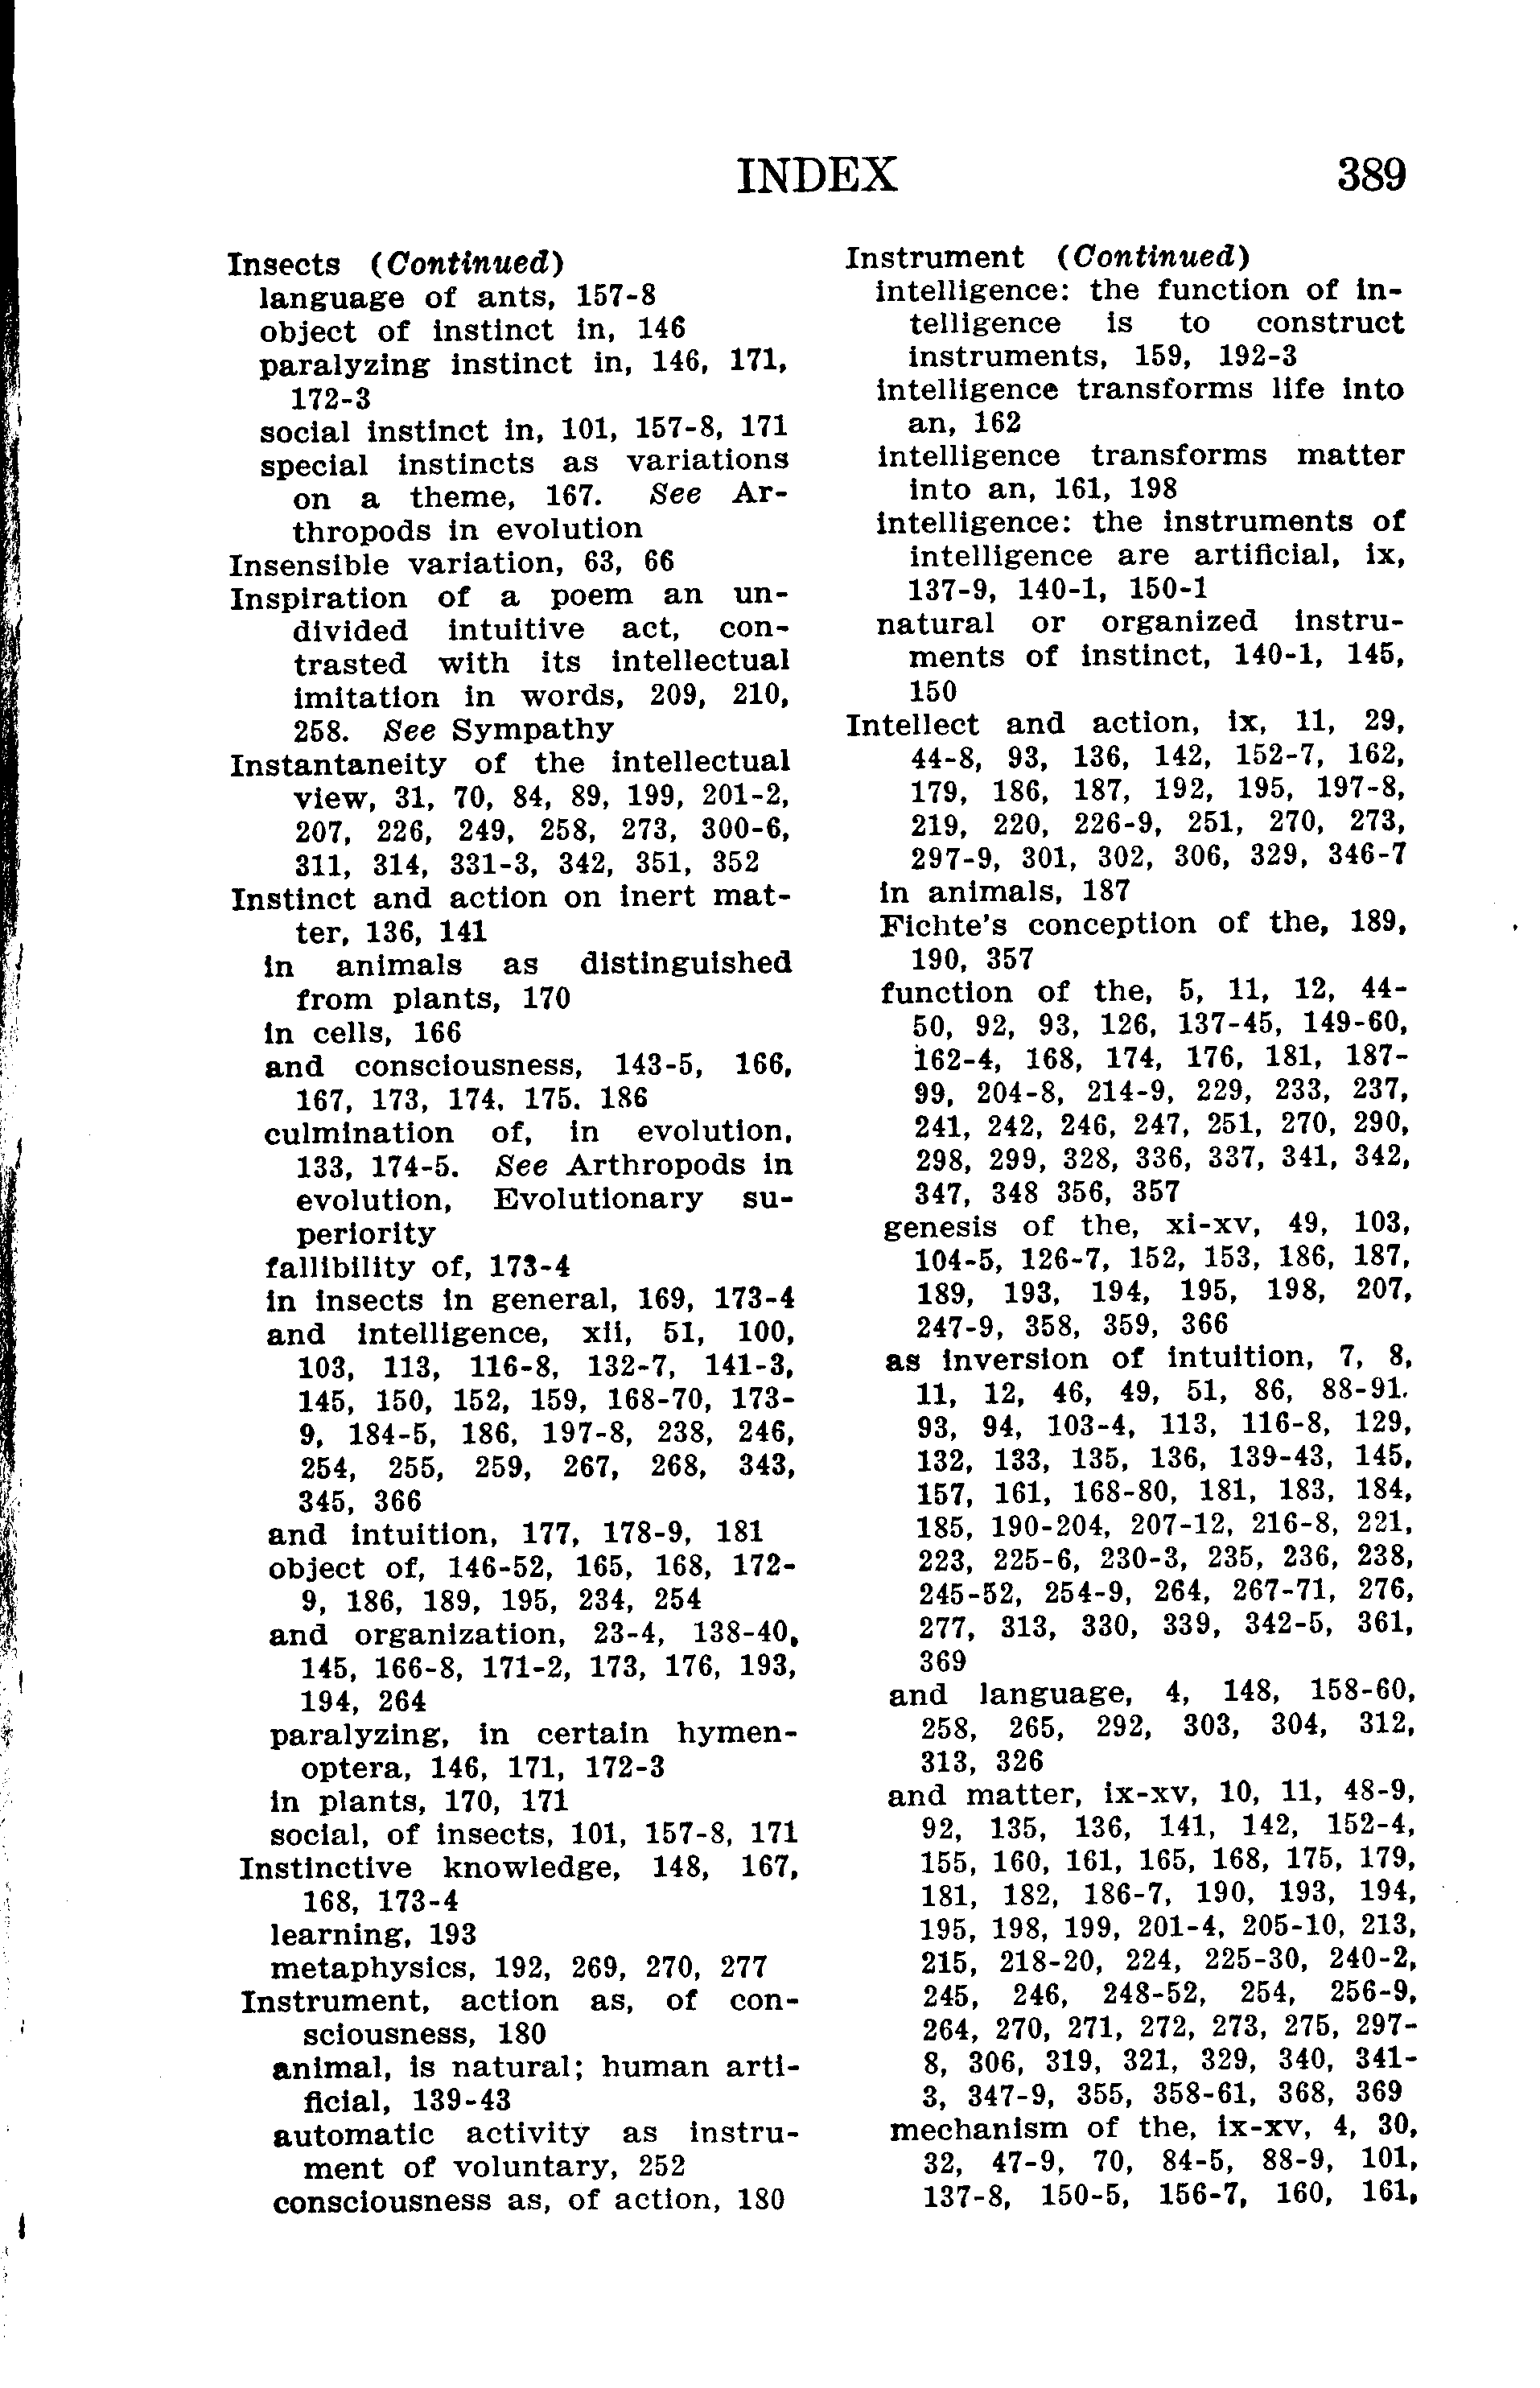 INDEX 389
Insects (Continued)
language of ants, 157-8
object of instinct in, 146
paralyzing instinct in, 146, 171,
172-3
social instinct in, 101, 157-8, 171
special instincts as variations
on a theme, 167. See Ar-
thropods in evolution
Insensible variation, 63, 66
Inspiration of a poem an un-
divided intuitive act, con-
trasted with its intellectual
imitation in words, 209, 210,
258. See Sympathy
Instantaneity of the intellectual
view, 31, 70, 84, 89, 199, 201-2,
207, 226, 249, 258, 273, 300-6,
311, 314, 331-3, 342, 351, 352
Instinct and action on inert mat-
ter, 136, 141
in animals as distinguished
from plants, 170
in cells, 166
and consciousness, 143-5, 166,
167, 173, 174, 175. 186
culmination of, in evolution,
133, 174-5. See Arthropods in
evolution, Evolutionary su-
periority
fallibility of, 173-4
in insects in general, 169, 173-4
and intelligence, xii, 51, 100,
103, 113, 116-8, 132-7, 141-3,
145, 150, 152, 159, 168-70, 173-
9, 184-5, 186, 197-8, 238, 246,
254, 255, 259, 267, 268, 343,
345, 366
and intuition, 177, 178-9, 181
object of, 146-52, 165, 168, 172-
9, 186, 189, 195, 234, 254
and organization, 23-4, 138-40,
145, 166-8, 171-2, 173, 176, 193,
194, 264
paralyzing, in certain hymen-
optera, 146, 171, 172-3
in plants, 170, 171
social, of insects, 101, 157-8, 171
Instinctive knowledge, 148, 167,
168, 173-4
learning, 193
metaphysics, 192, 269, 270, 277
Instrument, action as, of con-
sciousness, 180
animal, is natural; human arti-
ficial, 139-43
automatic activity as instru-
ment of voluntary, 252
consciousness as, of action, 180
Instrument (Continued)
intelligence: the function of in-
telligence is to construct
instruments, 159, 192-3
intelligence transforms life into
an, 162
intelligence transforms matter
into an, 161, 198
intelligence: the instruments of
intelligence are artificial, ix,
137-9, 140-1, 150-1
natural or organized instru-
ments of instinct, 140-1, 145,
150
Intellect and action, ix, 11, 29,
44-8, 93, 136, 142, 152-7, 162,
179, 186, 187, 192, 195, 197-8,
219, 220, 226-9, 251, 270, 273,
297-9, 301, 302, 306, 329, 346-7
in animals, 187
Fichte's conception of the, 189,
190, 357
function of the, 5, 11, 12, 44-
50, 92, 93, 126, 137-45, 149-60,
162-4, 168, 174, 176, 181, 187-
99, 204-8, 214-9, 229, 233, 237,
241, 242, 246, 247, 251, 270, 290,
298, 299, 328, 336, 337, 341, 342,
347, 348 356, 357
genesis of the, xi-xv, 49, 103,
104-5, 126-7, 152, 153, 186, 187,
189, 193, 194, 195, 198, 207,
247-9, 358, 359, 366
as inversion of intuition, 7, 8,
11, 12, 46, 49, 51, 86, 88-91.
93, 94, 103-4, 113, 116-8, 129,
132, 133, 135, 136, 139-43, 145,
157, 161, 168-80, 181, 183, 184,
185, 190-204, 207-12, 216-8, 221,
223, 225-6, 230-3, 235, 236, 238,
245-52, 254-9, 264, 267-71, 276,
277, 313, 330, 339, 342-5, 361,
369
and language, 4, 148, 158-60,
258, 265, 292, 303, 304, 312,
313, 326
and matter, ix-xv, 10, 11, 48-9,
92, 135, 136, 141, 142, 152-4,
155, 160, 161, 165, 168, 175, 179,
181, 182, 186-7, 190, 193, 194,
195, 198, 199, 201-4, 205-10, 213,
215, 218-20, 224, 225-30, 240-2,
245, 246, 248-52, 254, 256-9,
264, 270, 271, 272, 273, 275, 297-
8, 306, 319, 321, 329, 340, 341-
3, 347-9, 355, 358-61, 368, 369
mechanism of the, ix-xv, 4, 30,
32, 47-9, 70, 84-5, 88-9, 101,
137-8, 150-5, 156-7, 160, 161,